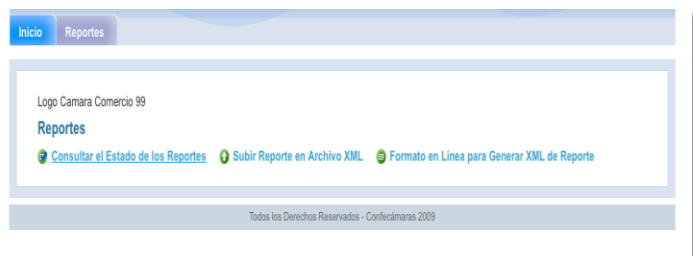 Inicio Reportes
Logo Camara Comercio 99
Reportes
Consultar el Estado de los Reportes Subir Reporte en Archivo XML Formato en Línea para Generar XML de Reporte
Todos los Derechos Reservados - Confecámaras 2009